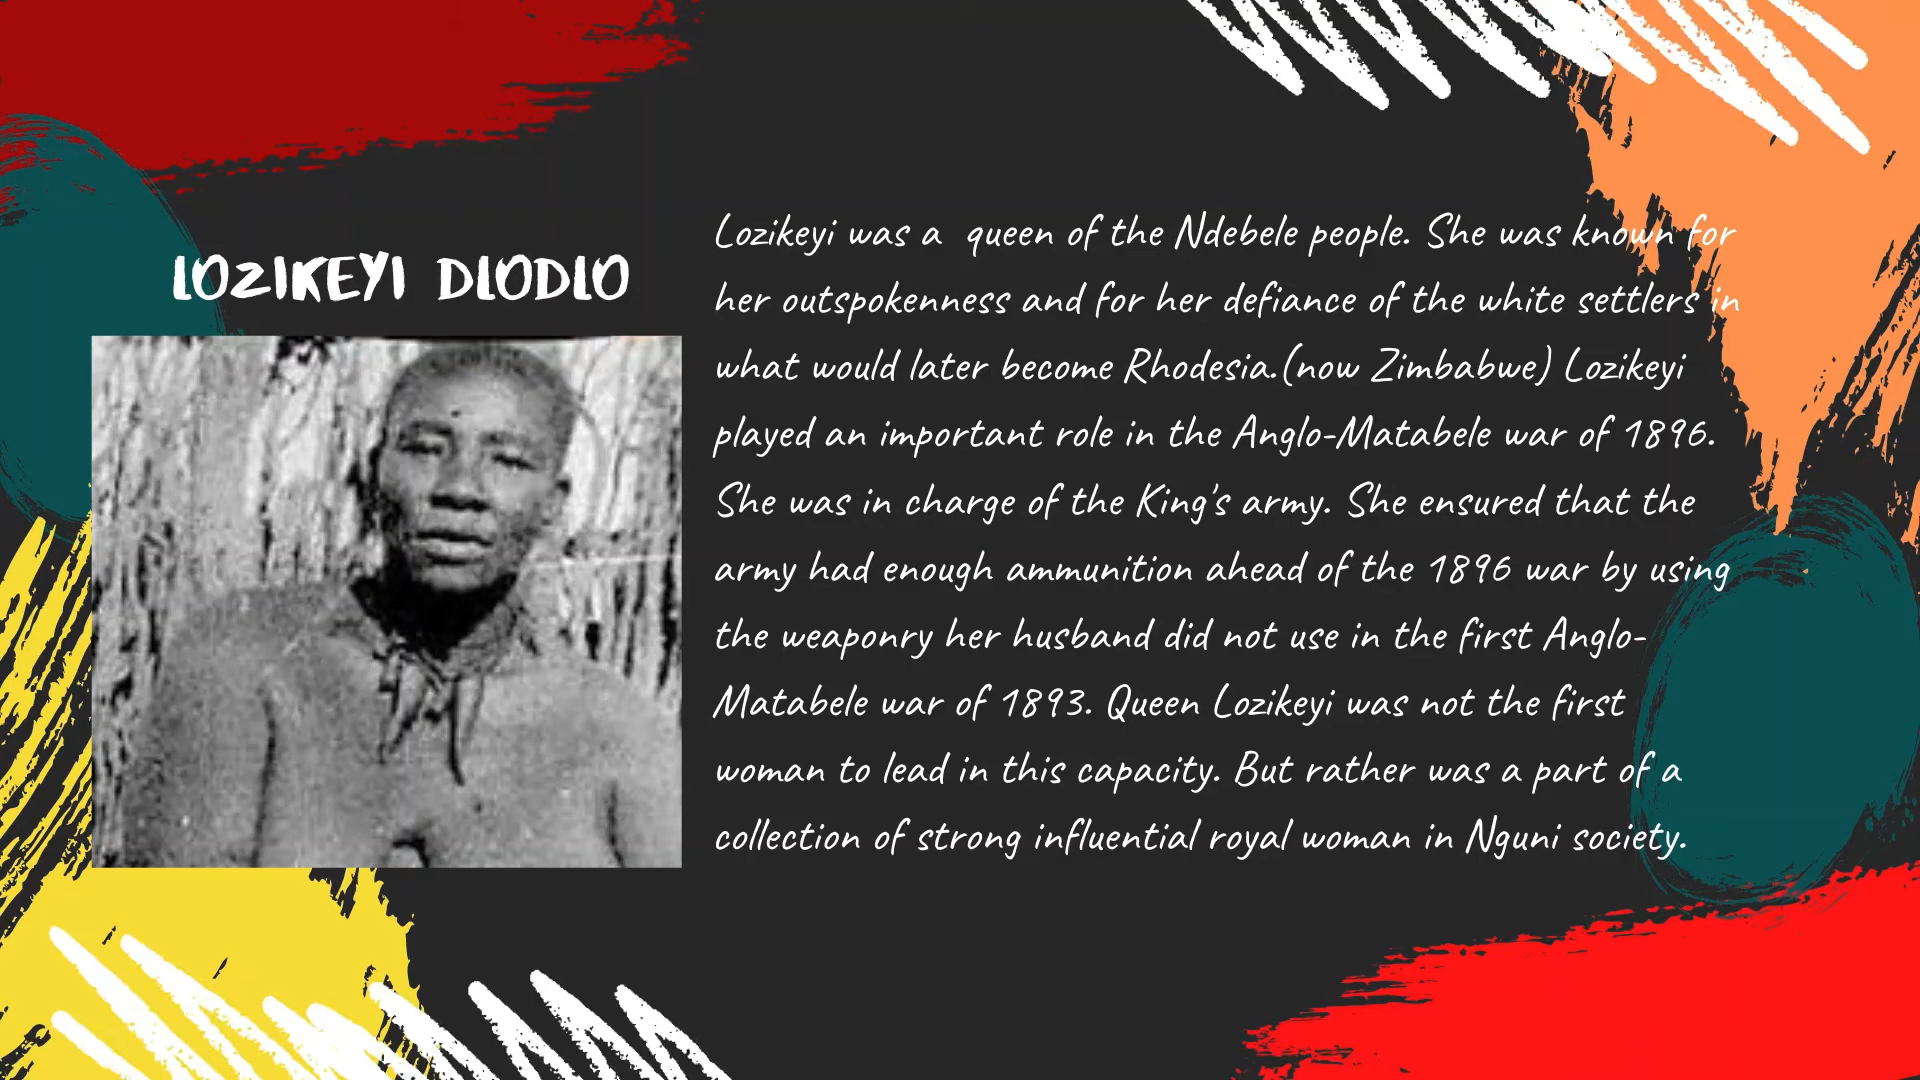 LOZIKEYI DLODLO
Lozikeyi was a queen of the Ndebele people. She was known for
her outspokenness and for her defiance of the white settlers in
what would later become Rhodesia.(now Zimbabwe) Lozikeyi
played an important role in the Anglo-Matabele war of 1896.
She was in charge of the King's army. She ensured that the
army had enough ammunition ahead of the 1896 war by using
the weaponry her husband did not use in the first Anglo-
Matabele war of 1893. Queen Lozikeyi was not the first
woman to lead in this capacity. But rather was a part of a
collection of strong influential royal woman in Nguni society.